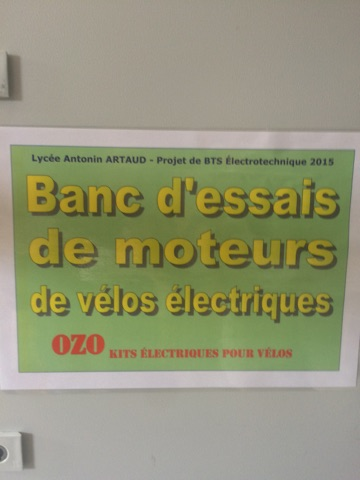 Lycée Antonin ARTAUD - Projet de BTS Électrotechnique 2015
Banc d'essais
de moteurs
de vélos électriques
OZO KITS ÉLECTRIQUES POUR VÉLOS